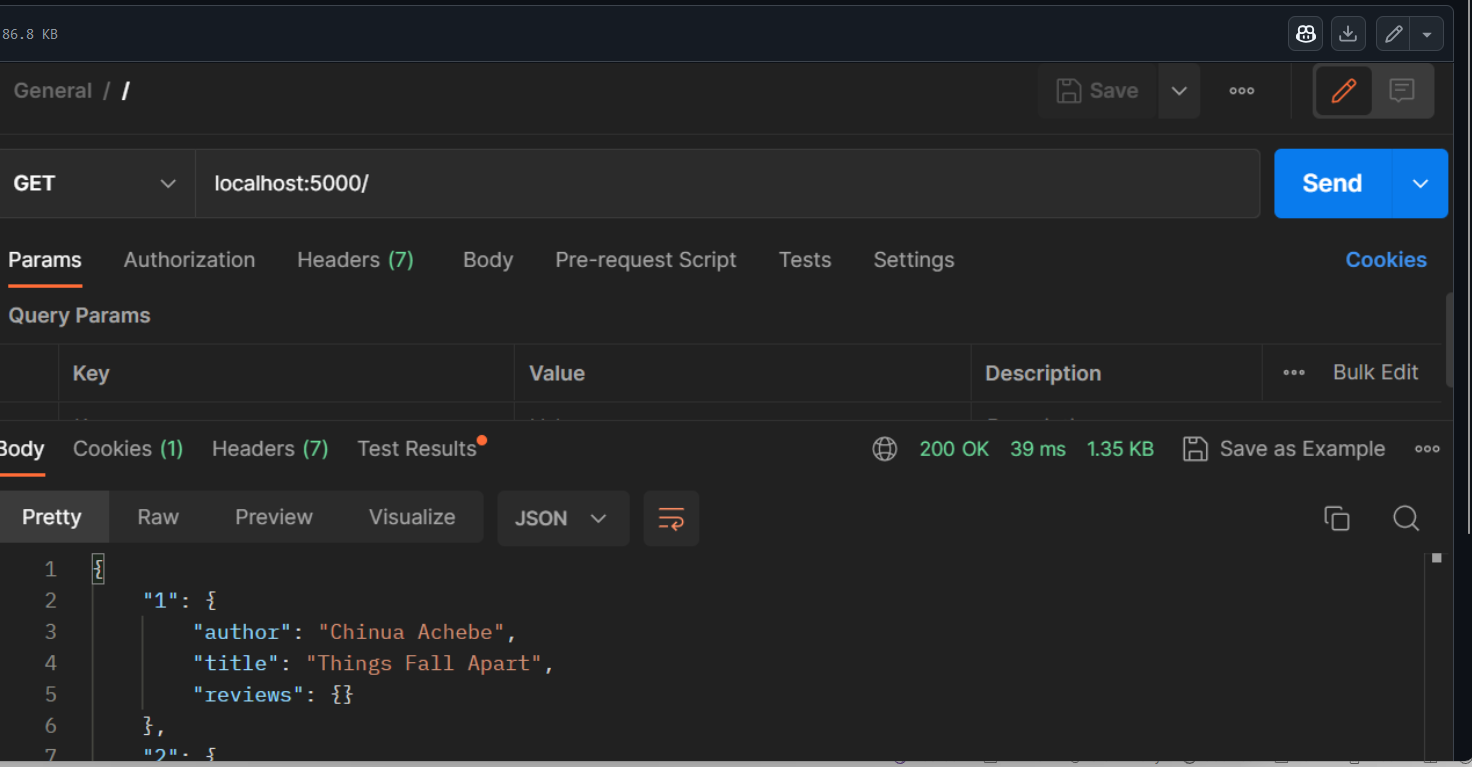 86.8 KB
General / /
Save
GET localhost:5000/ Send
Params Authorization Headers (7) Body Pre-request Script Tests Settings Cookies
Query Params
Key Value Description Bulk Edit
Body Cookies (1) Headers (7) Test Results 200 OK 39 ms 1.35 KB Save as Example
Pretty Raw Preview Visualize JSON
1 {
2 "1": {
3 "author": "Chinua Achebe",
4 "title": "Things Fall Apart",
5 "reviews": {}
6 },
7 "2": {